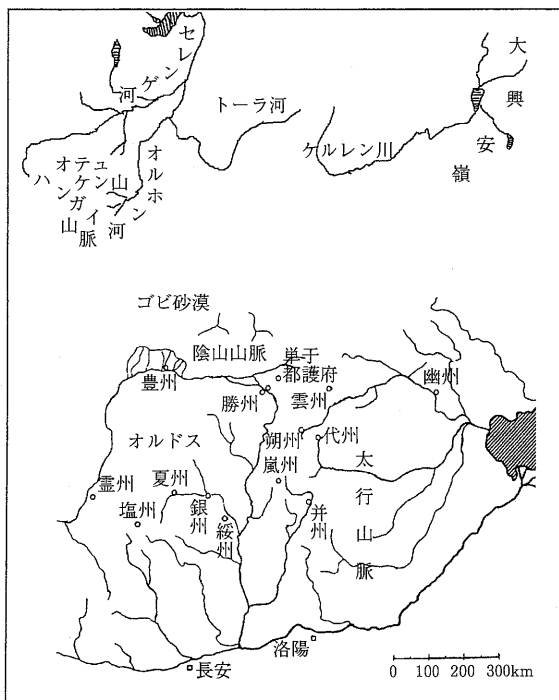 セレンゲ河
トーラ河
オルホン河
オテュケン山
ハンガイ山脈
ケルレン川
大興安嶺
ゴビ砂漠
陰山山脈
単于都護府
豊州
勝州
雲州
幽州
オルドス
朔州
代州
嵐州
太行山脈
霊州
夏州
塩州
銀州
綏州
并州
洛陽
長安
0 100 200 300km